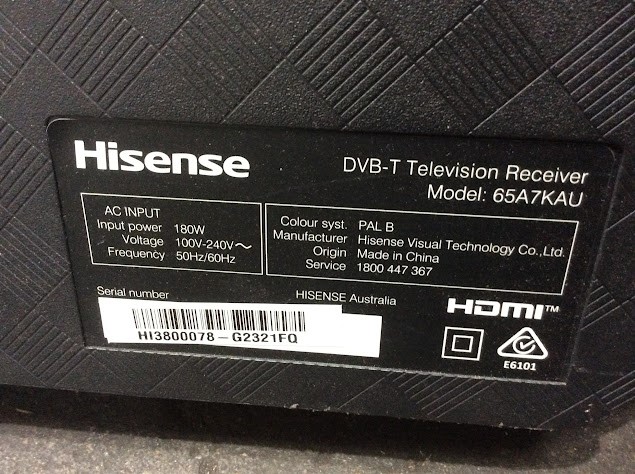 Hisense
DVB-T Television Receiver
Model: 65A7KAU
AC INPUT
Input power 180W
Voltage 100V-240V~
Frequency 50Hz/60Hz
Colour syst. PAL B
Manufacturer Hisense Visual Technology Co.,Ltd.
Origin Made in China
Service 1800 447 367
Serial number
HISENSE Australia
HI3800078-G2321FQ
HDMI™
E6101